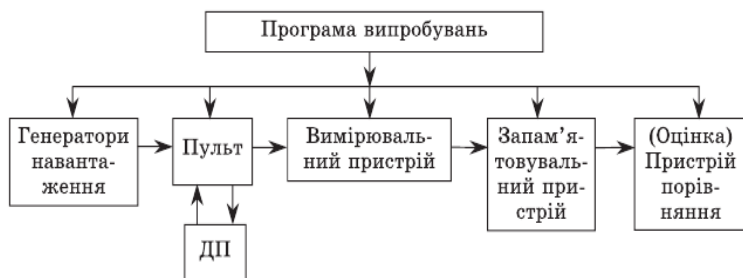 Програма випробувань
Генератори
наванта-
ження
Пульт
Вимірюваль-
ний пристрій
Запам’я-
товуваль-
ний при-
стрій
(Оцінка)
Пристрій
порів-
няння
ДП